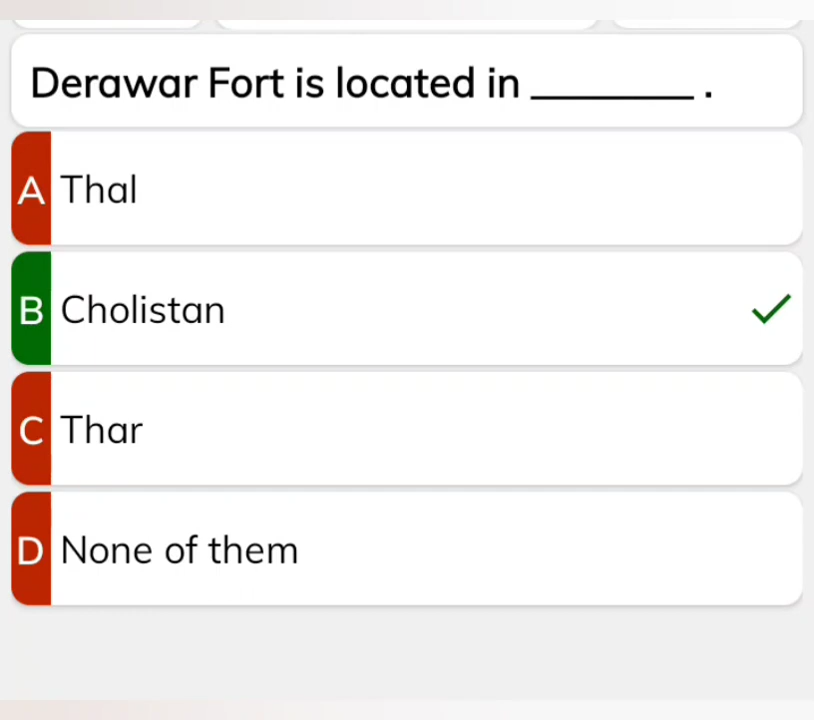 Derawar Fort is located in ________ .
A Thal
B Cholistan
C Thar
D None of them